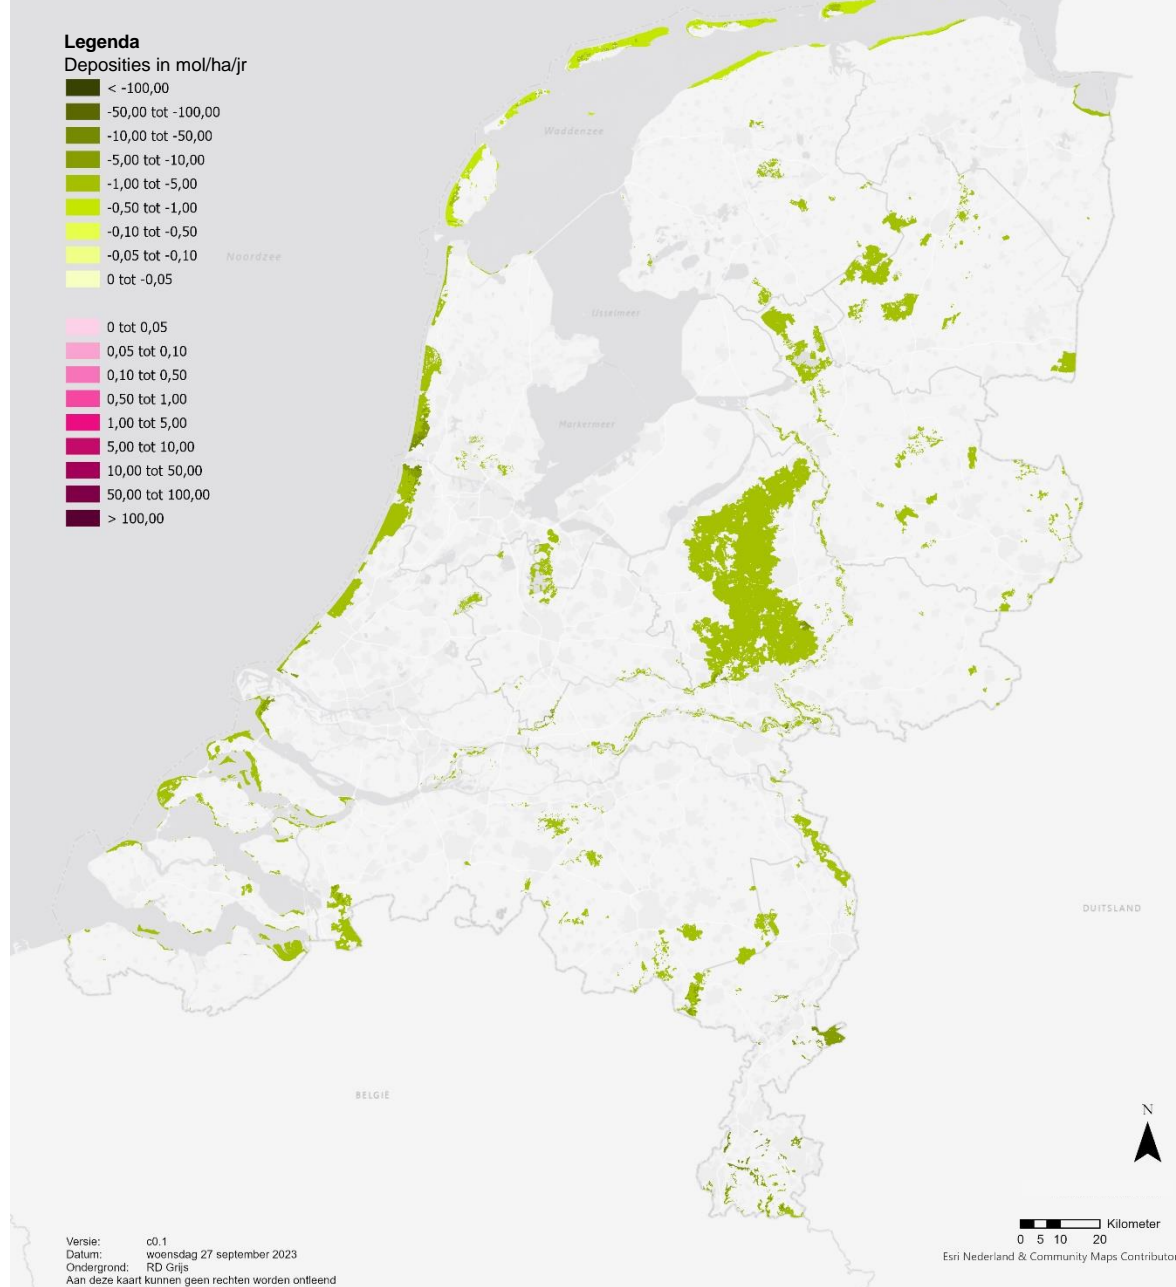 Legenda
Deposities in mol/ha/jr
< -100,00
-50,00 tot -100,00
-10,00 tot -50,00
-5,00 tot -10,00
-1,00 tot -5,00
-0,50 tot -1,00
-0,10 tot -0,50
-0,05 tot -0,10
0 tot -0,05
0 tot 0,05
0,05 tot 0,10
0,10 tot 0,50
0,50 tot 1,00
1,00 tot 5,00
5,00 tot 10,00
10,00 tot 50,00
50,00 tot 100,00
> 100,00
Waddenzee
Noordzee
IJsselmeer
Markermeer
DUITSLAND
BELGIË
N
Kilometer
0 5 10 20
Esri Nederland & Community Maps Contributor
Versie: c0.1
Datum: woensdag 27 september 2023
Ondergrond: RD Grijs
Aan deze kaart kunnen geen rechten worden ontleend